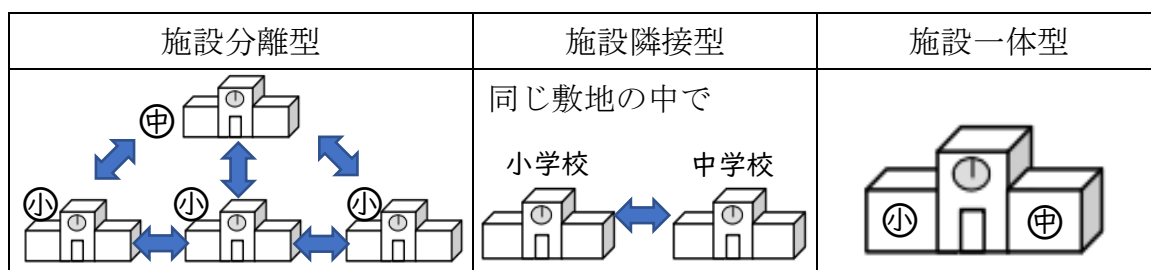 施設分離型
施設隣接型
施設一体型
中
小
小
小
同じ敷地の中で
小学校
中学校
小
中